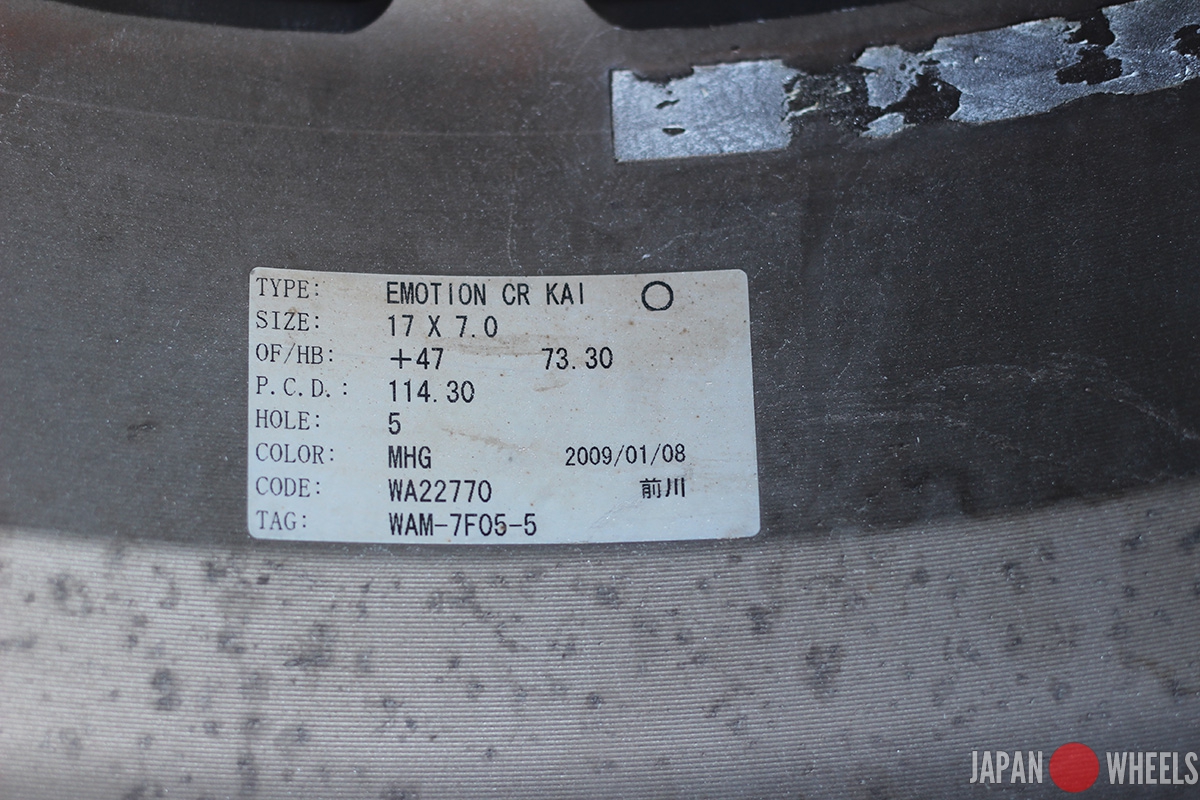 TYPE: EMOTION CR KAI ○
SIZE: 17 X 7.0
OF/HB: +47 73.30
P.C.D.: 114.30
HOLE: 5
COLOR: MHG 2009/01/08
CODE: WA22770 前川
TAG: WAM-7F05-5
JAPAN WHEELS